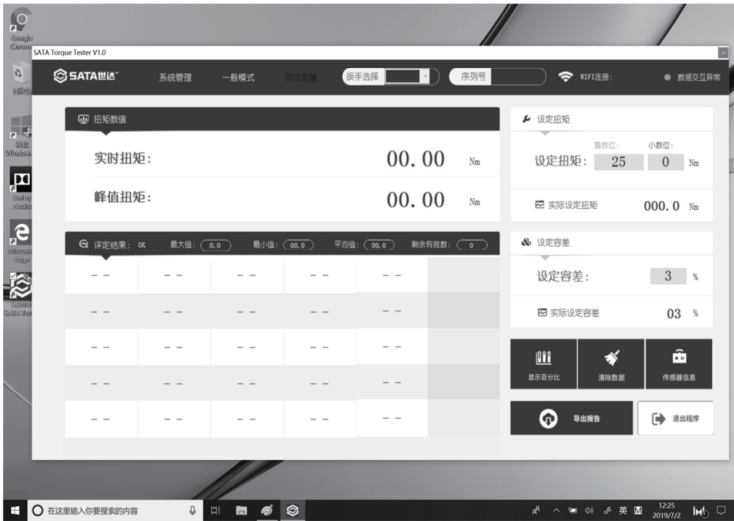 Google
Chrome
SATA Torque Tester V1.0
SATA世达
系统管理
一般模式
扳手选择
序列号
WIFI连接:
数据交互异常
扭矩数值
实时扭矩: 00.00 Nm
峰值扭矩: 00.00 Nm
设定扭矩
整数位: 小数位:
设定扭矩: 25 0 Nm
实际设定扭矩 000.0 Nm
评定结果: OK 最大值: 0.0 最小值: 00.0 平均值: 00.0 剩余有效数: 0
-- -- -- -- --
-- -- -- -- --
-- -- -- -- --
-- -- -- -- --
-- -- -- -- --
设定容差
设定容差: 3 %
实际设定容差 03 %
显示百分比
清除数据
传感器信息
导出报告
退出程序
在这里输入你要搜索的内容
英
M
12:25
2019/7/2